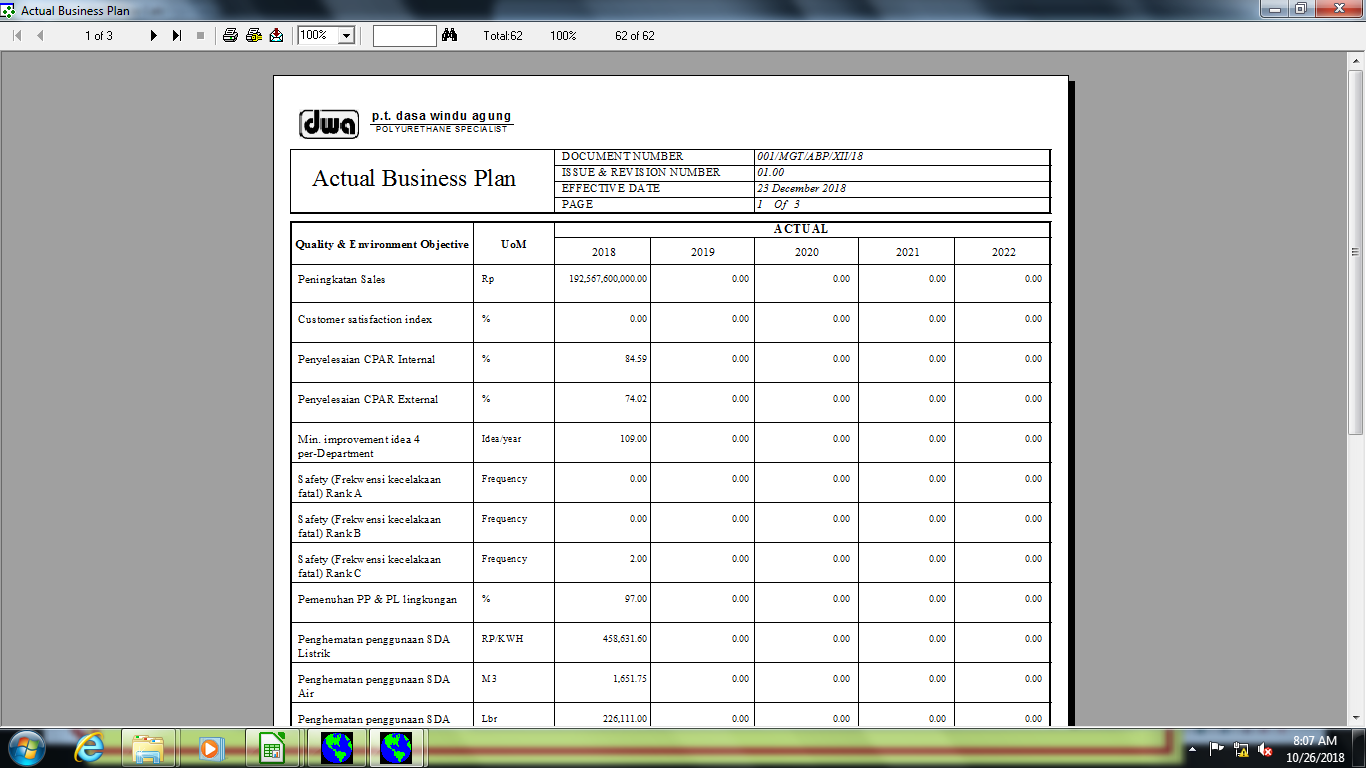 Actual Business Plan
1 of 3
100%
Total:62
100%
62 of 62
dwa
p.t. dasa windu agung
POLYURETHANE SPECIALIST
Actual Business Plan
DOCUMENT NUMBER 001/MGT/ABP/XII/18
ISSUE & REVISION NUMBER 01.00
EFFECTIVE DATE 23 December 2018
PAGE 1 Of 3
Quality & Environment Objective UoM ACTUAL
2018 2019 2020 2021 2022
Peningkatan Sales Rp 192,567,600,000.00 0.00 0.00 0.00 0.00
Customer satisfaction index % 0.00 0.00 0.00 0.00 0.00
Penyelesaian CPAR Internal % 84.59 0.00 0.00 0.00 0.00
Penyelesaian CPAR External % 74.02 0.00 0.00 0.00 0.00
Min. improvement idea 4 Idea/year 109.00 0.00 0.00 0.00 0.00
per-Department
Safety (Frekwensi kecelakaan Frequency 0.00 0.00 0.00 0.00 0.00
fatal) Rank A
Safety (Frekwensi kecelakaan Frequency 0.00 0.00 0.00 0.00 0.00
fatal) Rank B
Safety (Frekwensi kecelakaan Frequency 2.00 0.00 0.00 0.00 0.00
fatal) Rank C
Pemenuhan PP & PL lingkungan % 97.00 0.00 0.00 0.00 0.00
Penghematan penggunaan SDA RP/KWH 458,631.60 0.00 0.00 0.00 0.00
Listrik
Penghematan penggunaan SDA M3 1,651.75 0.00 0.00 0.00 0.00
Air
Penghematan penggunaan SDA Lbr 226,111.00 0.00 0.00 0.00 0.00
8:07 AM
10/26/2018